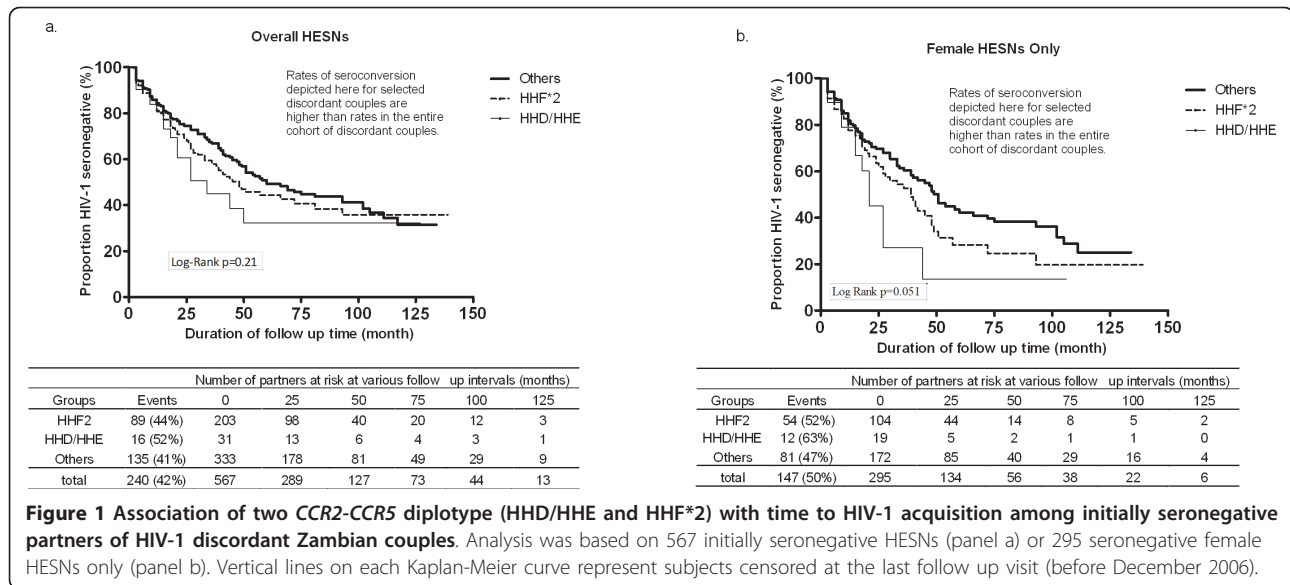 a.
Overall HESNs
Proportion HIV-1 seronegative (%)
100
80
60
40
20
0
Rates of seroconversion
depicted here for selected
discordant couples are
higher than rates in the entire
cohort of discordant couples.
Others
HHF*2
HHD/HHE
Log-Rank p=0.21
0 25 50 75 100 125 150
Duration of follow up time (month)
Number of partners at risk at various follow up intervals (months)
Groups Events 0 25 50 75 100 125
HHF2 89 (44%) 203 98 40 20 12 3
HHD/HHE 16 (52%) 31 13 6 4 3 1
Others 135 (41%) 333 178 81 49 29 9
total 240 (42%) 567 289 127 73 44 13
b.
Female HESNs Only
Proportion HIV-1 seronegative (%)
100
80
60
40
20
0
Rates of seroconversion
depicted here for selected
discordant couples are
higher than rates in the entire
cohort of discordant couples.
Others
HHF*2
HHD/HHE
Log Rank p=0.051
0 25 50 75 100 125 150
Duration of follow up time (month)
Number of partners at risk at various follow up intervals (months)
Groups Events 0 25 50 75 100 125
HHF2 54 (52%) 104 44 14 8 5 2
HHD/HHE 12 (63%) 19 5 2 1 1 0
Others 81 (47%) 172 85 40 29 16 4
total 147 (50%) 295 134 56 38 22 6
Figure 1 Association of two CCR2-CCR5 diplotype (HHD/HHE and HHF*2) with time to HIV-1 acquisition among initially seronegative
partners of HIV-1 discordant Zambian couples. Analysis was based on 567 initially seronegative HESNs (panel a) or 295 seronegative female
HESNs only (panel b). Vertical lines on each Kaplan-Meier curve represent subjects censored at the last follow up visit (before December 2006).